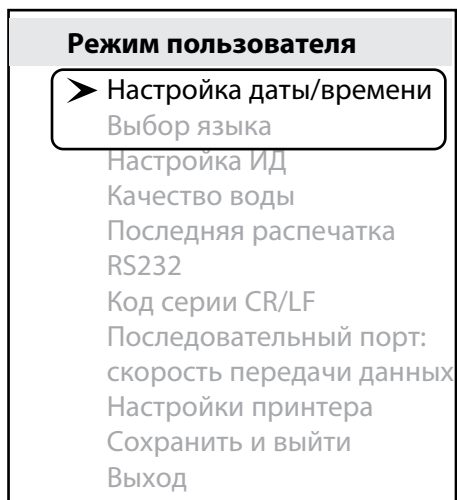 Режим пользователя
Настройка даты/времени
Выбор языка
Настройка ИД
Качество воды
Последняя распечатка
RS232
Код серии CR/LF
Последовательный порт:
скорость передачи данных
Настройки принтера
Сохранить и выйти
Выход